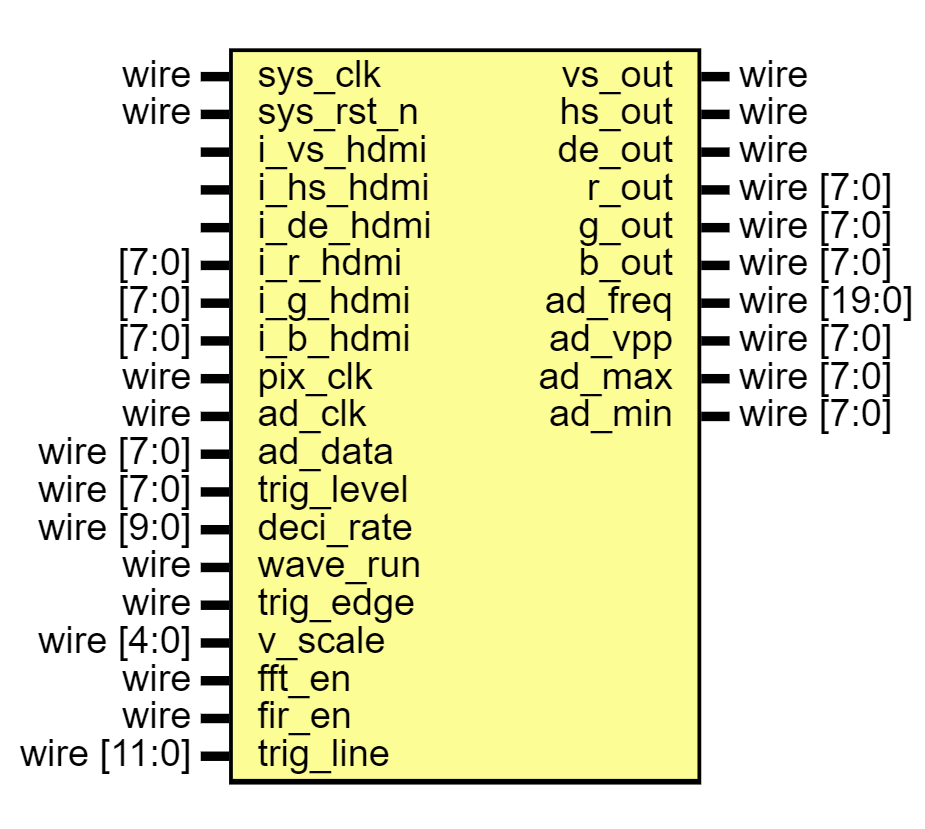 wire sys_clk vs_out wire
wire sys_rst_n hs_out wire
i_vs_hdmi de_out wire
i_hs_hdmi r_out wire [7:0]
i_de_hdmi g_out wire [7:0]
[7:0] i_r_hdmi b_out wire [7:0]
[7:0] i_g_hdmi ad_freq wire [19:0]
[7:0] i_b_hdmi ad_vpp wire [7:0]
wire pix_clk ad_max wire [7:0]
wire ad_clk ad_min wire [7:0]
wire [7:0] ad_data
wire [7:0] trig_level
wire [9:0] deci_rate
wire wave_run
wire trig_edge
wire [4:0] v_scale
wire fft_en
wire fir_en
wire [11:0] trig_line